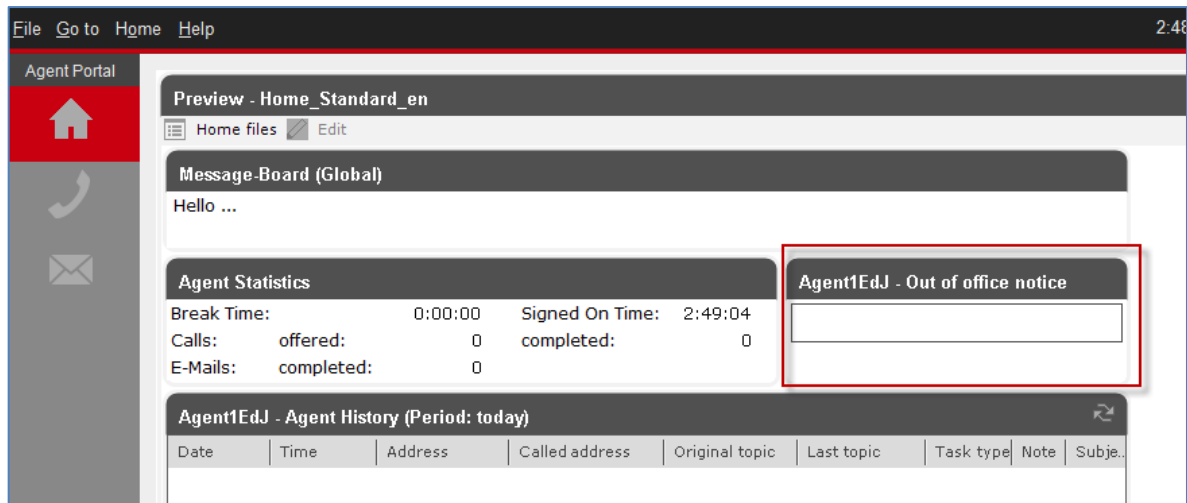 File Go to Home Help 2:48
Agent Portal
Preview - Home_Standard_en
Home files Edit
Message-Board (Global)
Hello ...
Agent Statistics
Agent1EdJ - Out of office notice
Break Time: 0:00:00 Signed On Time: 2:49:04
Calls: offered: 0 completed: 0
E-Mails: completed: 0
Agent1EdJ - Agent History (Period: today)
Date Time Address Called address Original topic Last topic Task type Note Subje..